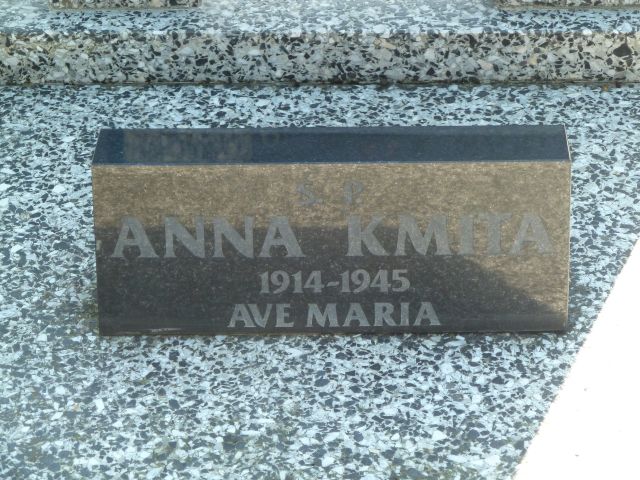 Ś. P.
ANNA KMITA
1914-1945
AVE MARIA